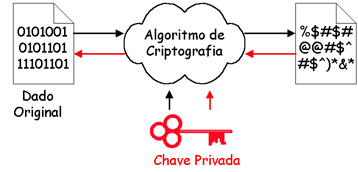 0101001
0101101
11101101
Dado
Original
Algoritmo de
Criptografia
%$#$#
@@#$^
#$^)*&*
Chave Privada